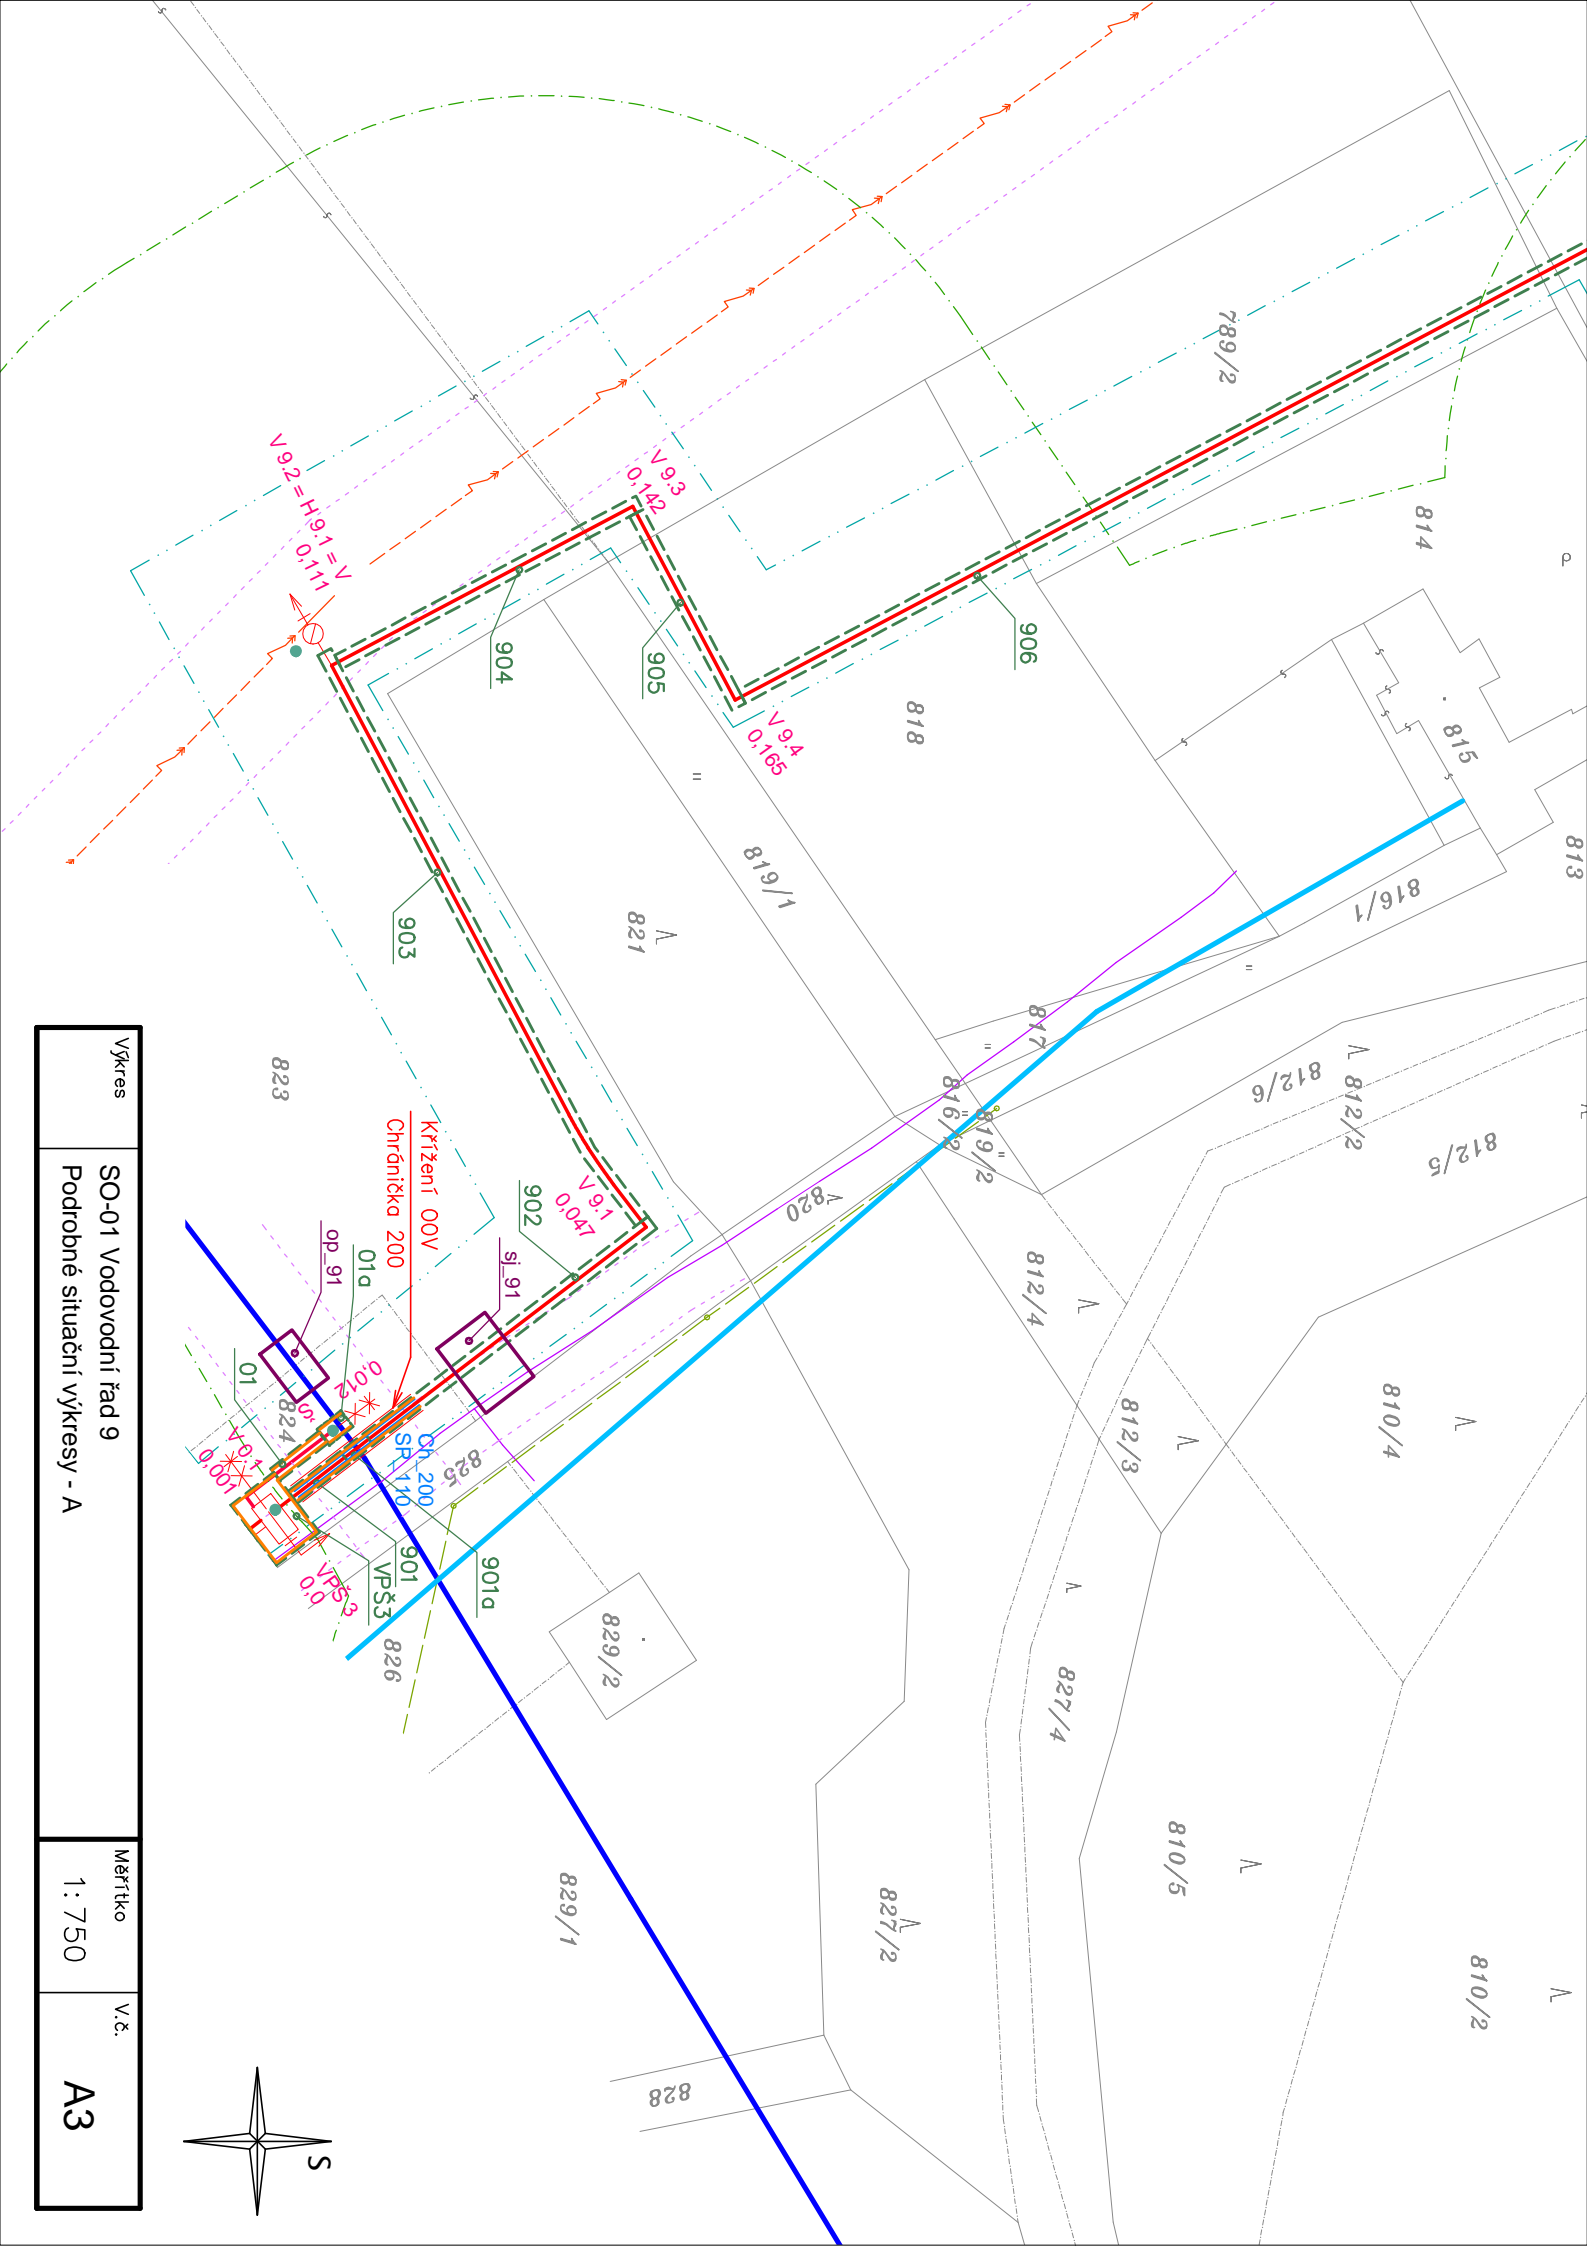 789/2
814
ρ
815
813
816/1
906
905
904
V 9.3
0,142
V 9.2 = H 9.1 = V
0,111
V 9.4
0,165
818
819/1
821
903
817
816/2
819/2
812/6
812/2
812/5
820
812/4
823
V 9.1
0,047
902
Křížení OOV
Chránička 200
sj_91
op_91
01a
01
0,012
824
V 0.1
0,001
Ch_200
SP_110
825
901a
901
VPŠ3
VPŠ 3
0,0
826
829/2
812/3
810/4
827/4
810/5
810/2
827/2
829/1
828
S
Výkres
SO-01 Vodovodní řad 9
Podrobné situační výkresy - A
Měřítko
1: 750
V.č.
A3